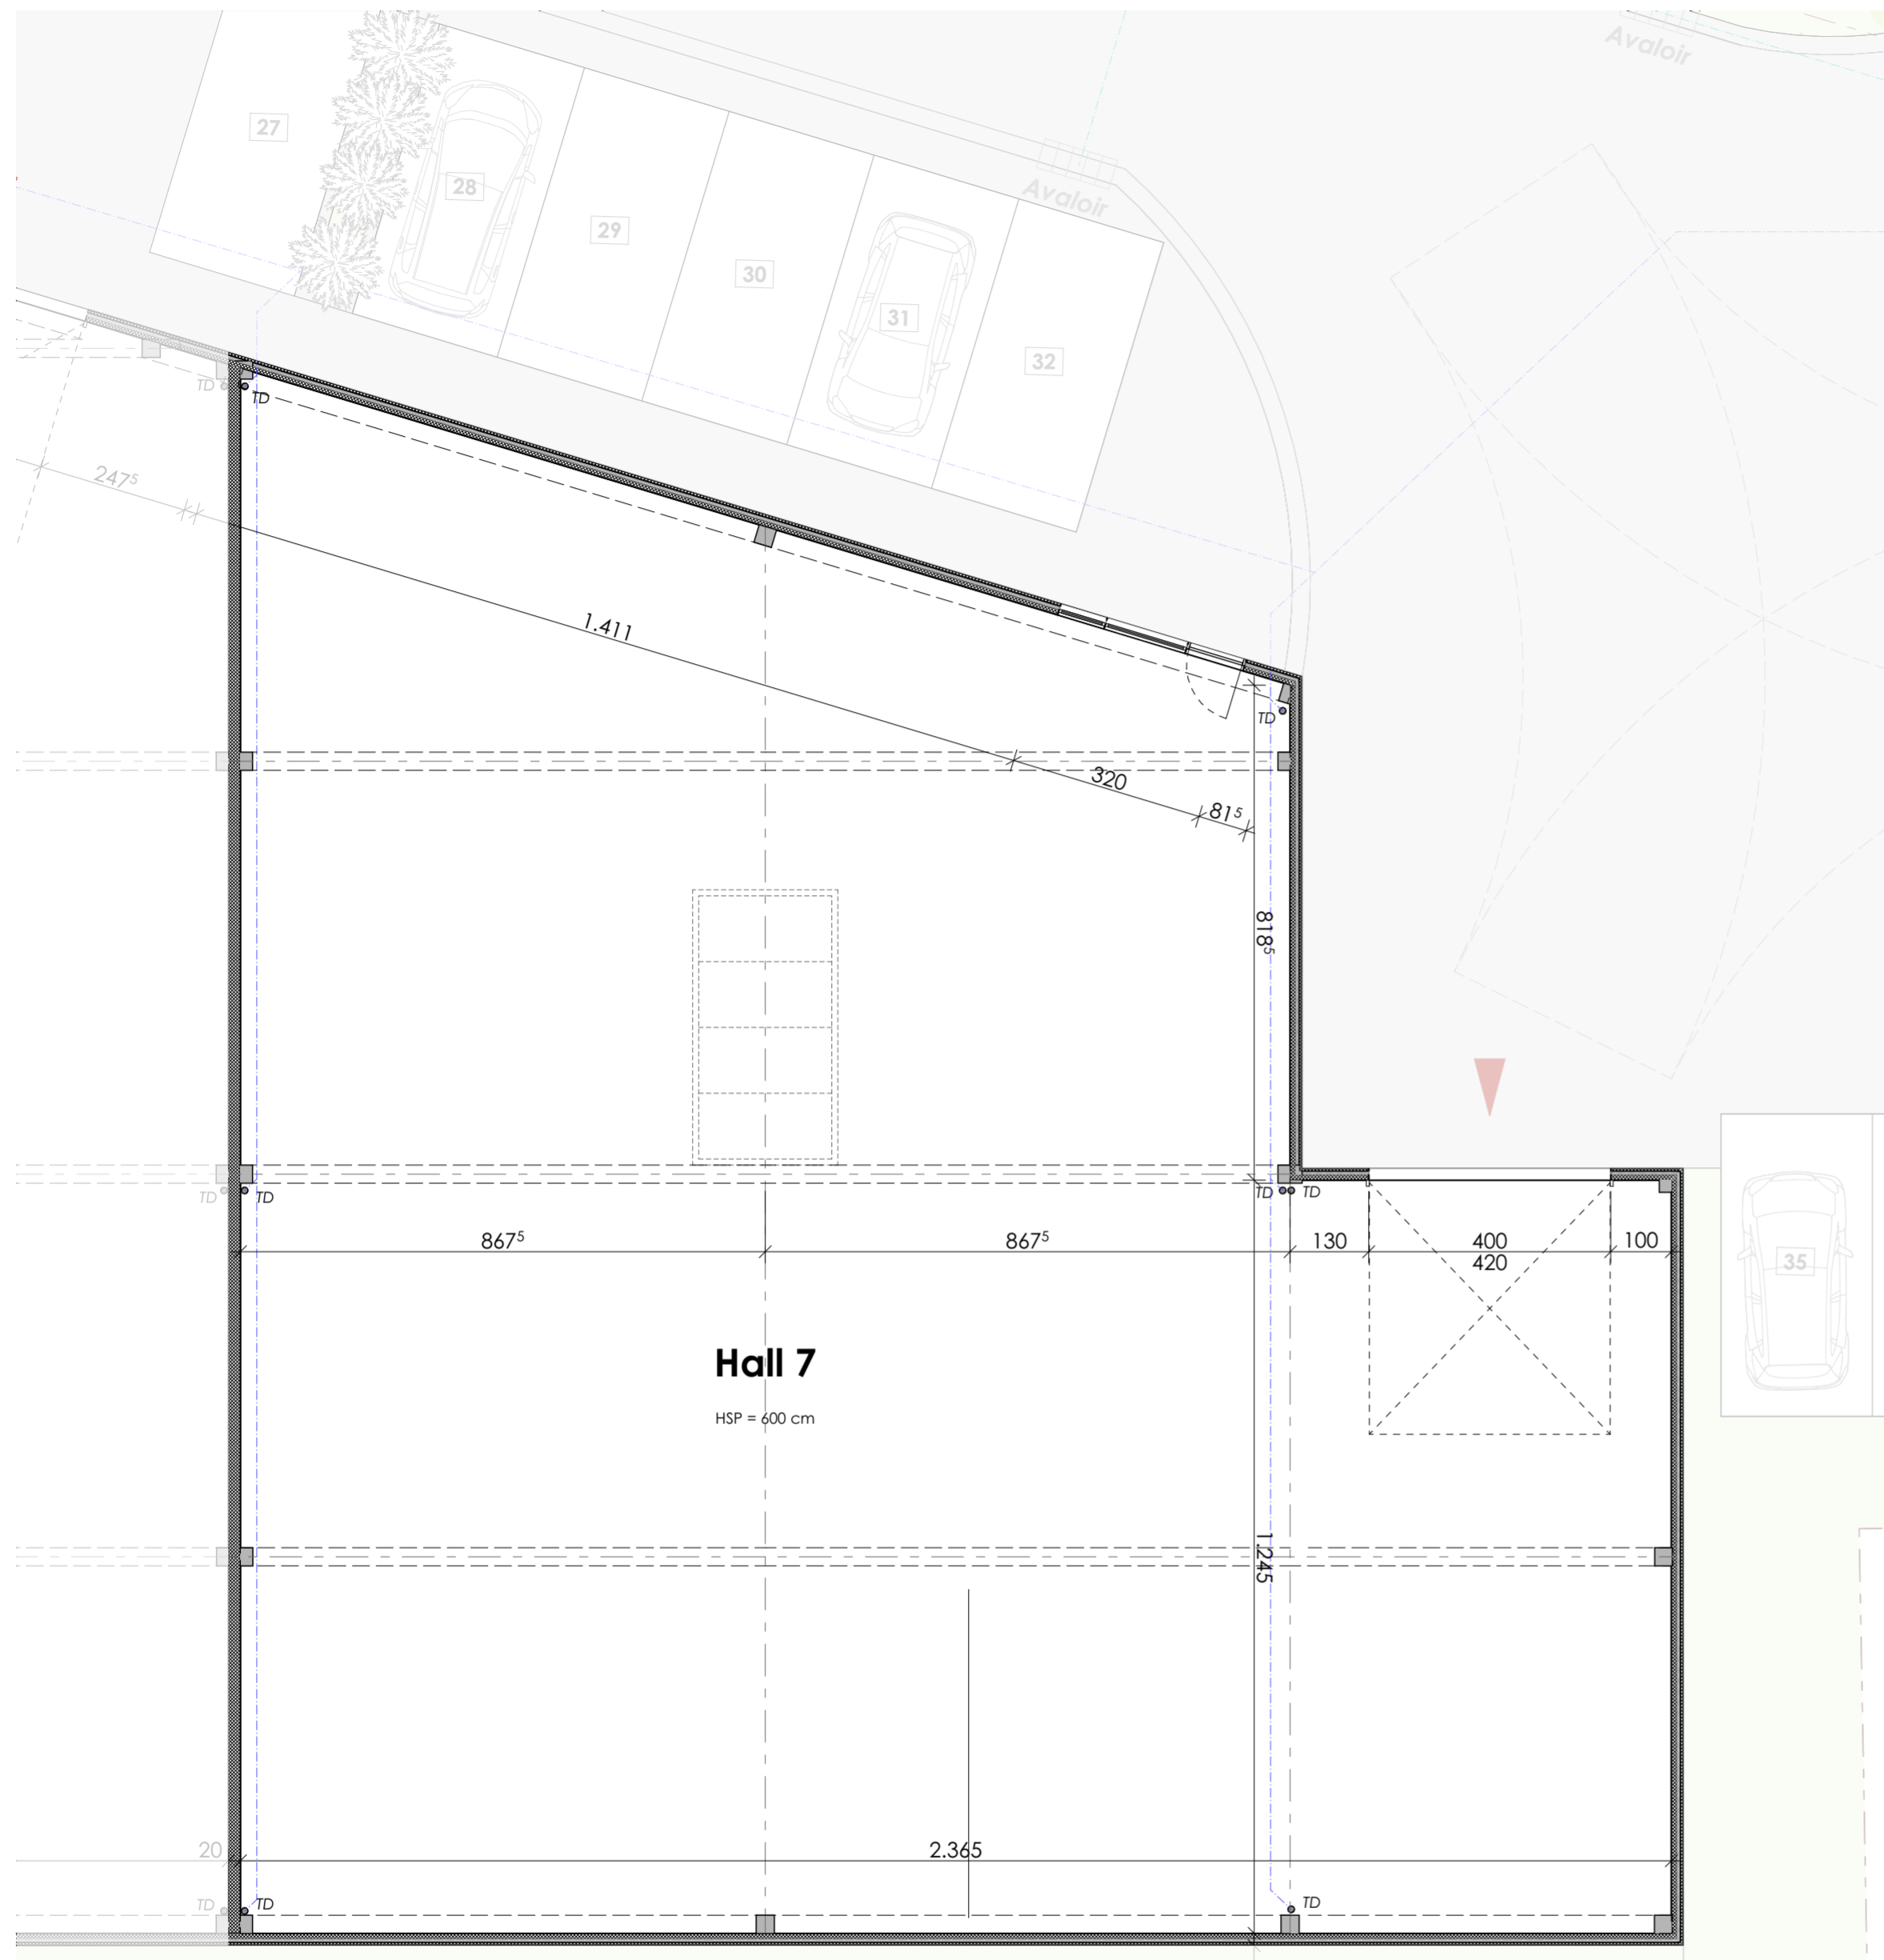 Avaloir
27
28
29
Avaloir
30
31
32
TD
TD
247⁵
1.411
TD
320
81⁵
818⁵
TD
TD
TD
TD
867⁵
867⁵
130
400
100
420
35
Hall 7
HSP = 600 cm
1.245
20
2.365
TD
TD
TD